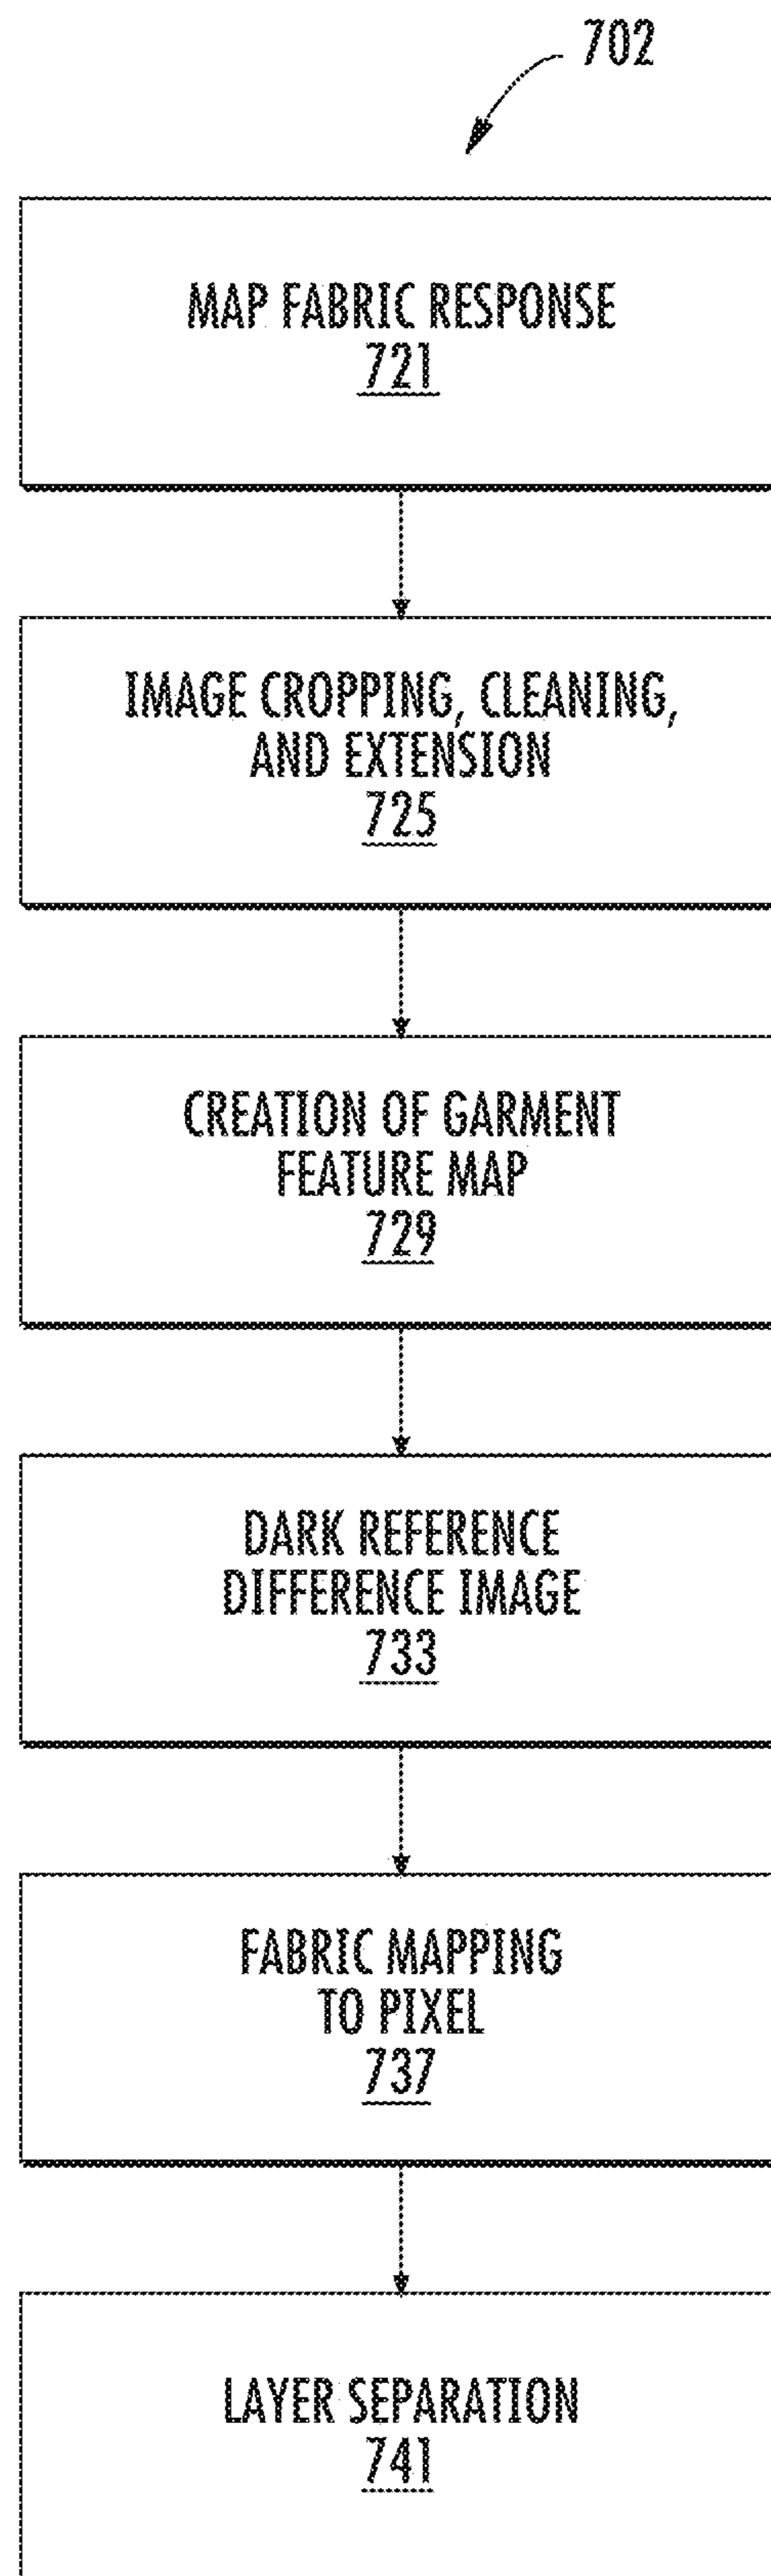 702
MAP FABRIC RESPONSE
721
IMAGE CROPPING, CLEANING,
AND EXTENSION
725
CREATION OF GARMENT
FEATURE MAP
729
DARK REFERENCE
DIFFERENCE IMAGE
733
FABRIC MAPPING
TO PIXEL
737
LAYER SEPARATION
741